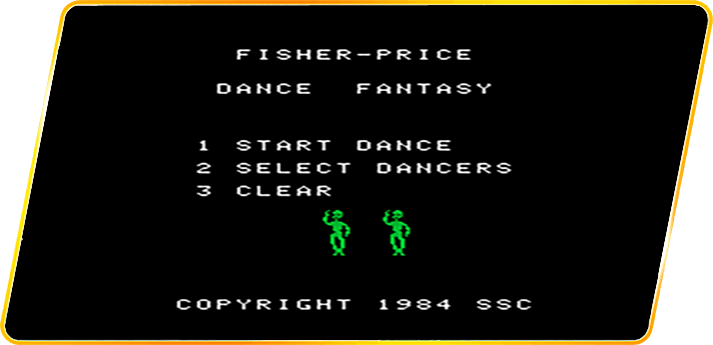 FISHER-PRICE
DANCE FANTASY
1 START DANCE
2 SELECT DANCERS
3 CLEAR
COPYRIGHT 1984 SSC